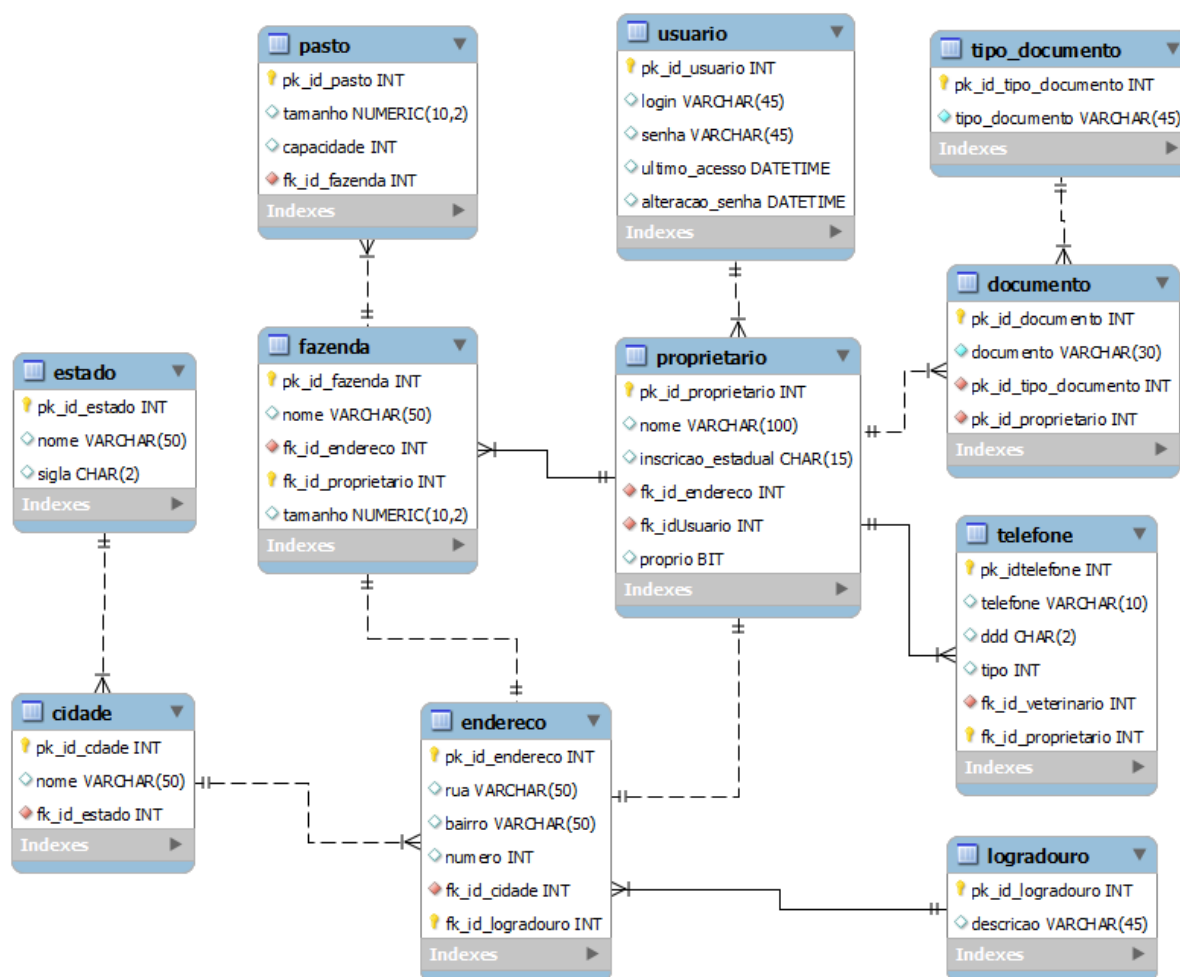 pasto
pk_id_pasto INT
tamanho NUMERIC(10,2)
capacidade INT
fk_id_fazenda INT
Indexes
usuario
pk_id_usuario INT
login VARCHAR(45)
senha VARCHAR(45)
ultimo_acesso DATETIME
alteracao_senha DATETIME
Indexes
tipo_documento
pk_id_tipo_documento INT
tipo_documento VARCHAR(45)
Indexes
estado
pk_id_estado INT
nome VARCHAR(50)
sigla CHAR(2)
Indexes
fazenda
pk_id_fazenda INT
nome VARCHAR(50)
fk_id_endereco INT
fk_id_proprietario INT
tamanho NUMERIC(10,2)
Indexes
proprietario
pk_id_proprietario INT
nome VARCHAR(100)
inscricao_estadual CHAR(15)
fk_id_endereco INT
fk_idUsuario INT
proprio BIT
Indexes
documento
pk_id_documento INT
documento VARCHAR(30)
pk_id_tipo_documento INT
pk_id_proprietario INT
Indexes
telefone
pk_idtelefone INT
telefone VARCHAR(10)
ddd CHAR(2)
tipo INT
fk_id_veterinario INT
fk_id_proprietario INT
Indexes
cidade
pk_id_cdade INT
nome VARCHAR(50)
fk_id_estado INT
Indexes
endereco
pk_id_endereco INT
rua VARCHAR(50)
bairro VARCHAR(50)
numero INT
fk_id_cidade INT
fk_id_logradouro INT
Indexes
logradouro
pk_id_logradouro INT
descricao VARCHAR(45)
Indexes